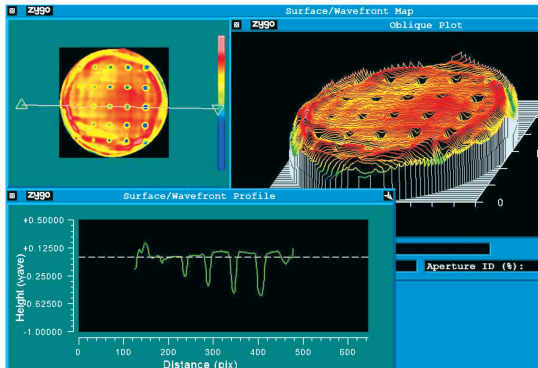 zygo Surface/Wavefront Map
zygo Oblique Plot
0
zygo Surface/Wavefront Profile
Height (wave)
+0.50000
+0.12500
-0.25000
-0.62500
-1.00000
0 100 200 300 400 500 600
Distance (pix)
Aperture ID (%):